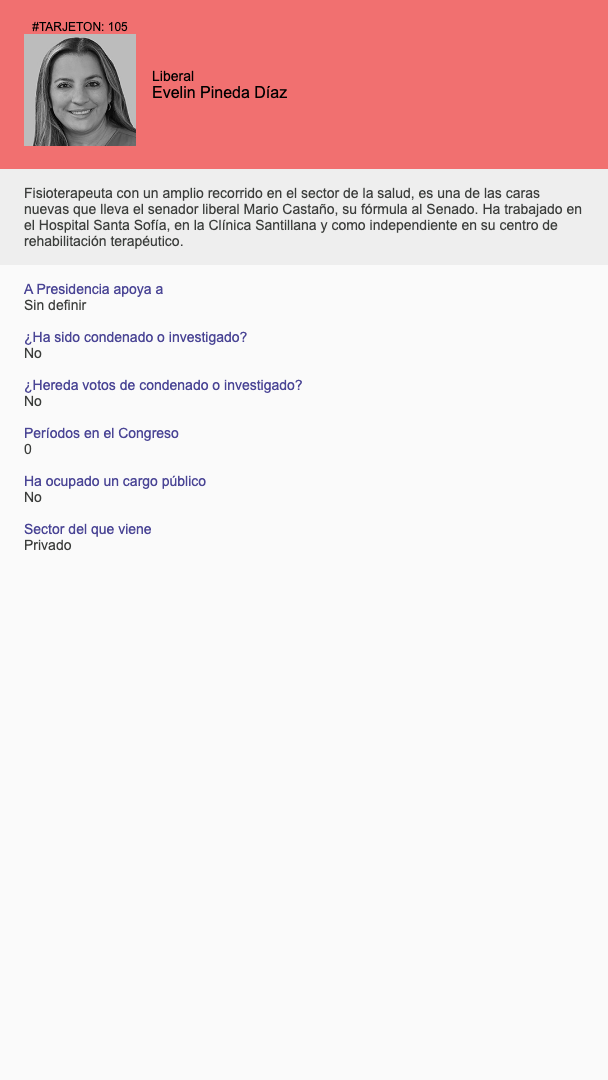 #TARJETON: 105
Liberal
Evelin Pineda Díaz
Fisioterapeuta con un amplio recorrido en el sector de la salud, es una de las caras
nuevas que lleva el senador liberal Mario Castaño, su fórmula al Senado. Ha trabajado en
el Hospital Santa Sofía, en la Clínica Santillana y como independiente en su centro de
rehabilitación terapéutico.
A Presidencia apoya a
Sin definir
¿Ha sido condenado o investigado?
No
¿Hereda votos de condenado o investigado?
No
Períodos en el Congreso
0
Ha ocupado un cargo público
No
Sector del que viene
Privado